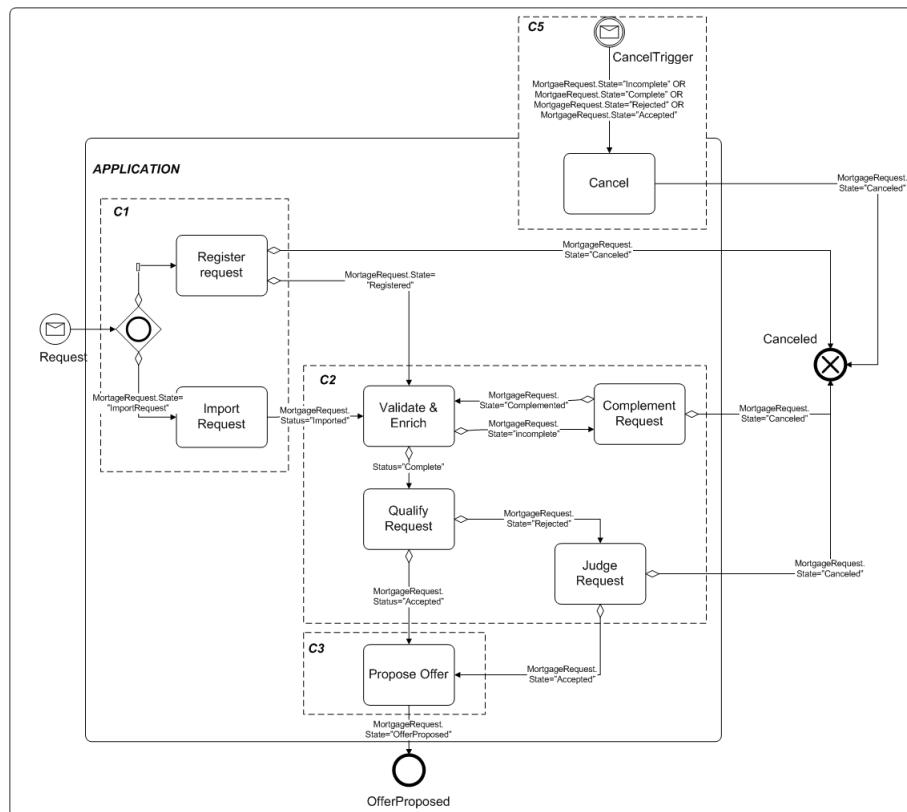 C5
CancelTrigger
MortgaeRequest.State="Incomplete" OR
MortgaeRequest.State="Complete" OR
MortgageRequest.State="Rejected" OR
MortgageRequest.State="Accepted"
Cancel
MortgageRequest.
State="Canceled"
APPLICATION
C1
Register
request
MortgageRequest.
State="Canceled"
MortageRequest.State=
"Registered"
Request
Canceled
MortageRequest.State=
"ImportRequest"
Import
Request
MortgageRequest.
Status="Imported"
C2
Validate &
Enrich
MortgageRequest.
State="Complemented"
MortgageRequest.
State="incomplete"
Complement
Request
MortgageRequest.
State="Canceled"
Status="Complete"
Qualify
Request
MortgageRequest.
State="Rejected"
Judge
Request
MortgageRequest.
State="Canceled"
MortgageRequest.
Status="Accepted"
C3
Propose Offer
MortgageRequest.
State="Accepted"
MortgageRequest.
State="OfferProposed"
OfferProposed